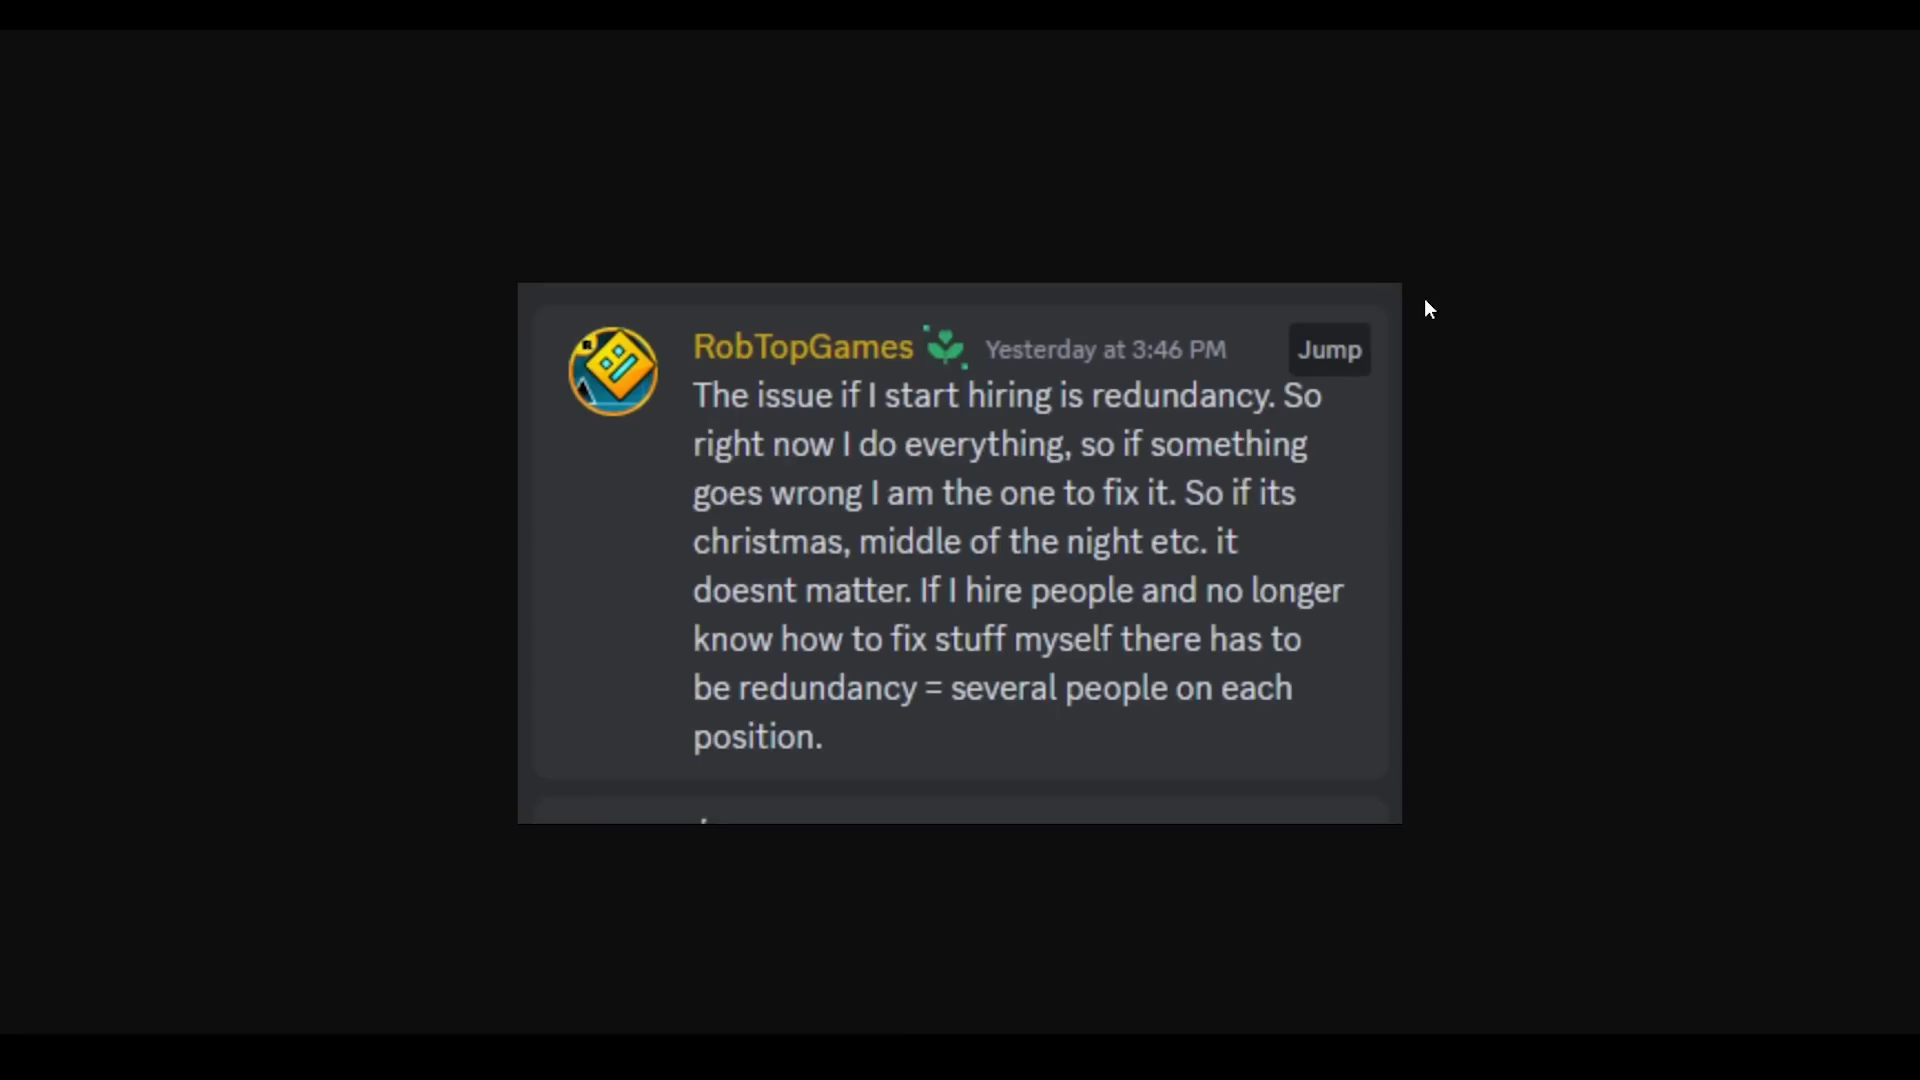 RobTopGames Yesterday at 3:46 PM Jump
The issue if I start hiring is redundancy. So
right now I do everything, so if something
goes wrong I am the one to fix it. So if its
christmas, middle of the night etc. it
doesnt matter. If I hire people and no longer
know how to fix stuff myself there has to
be redundancy = several people on each
position.